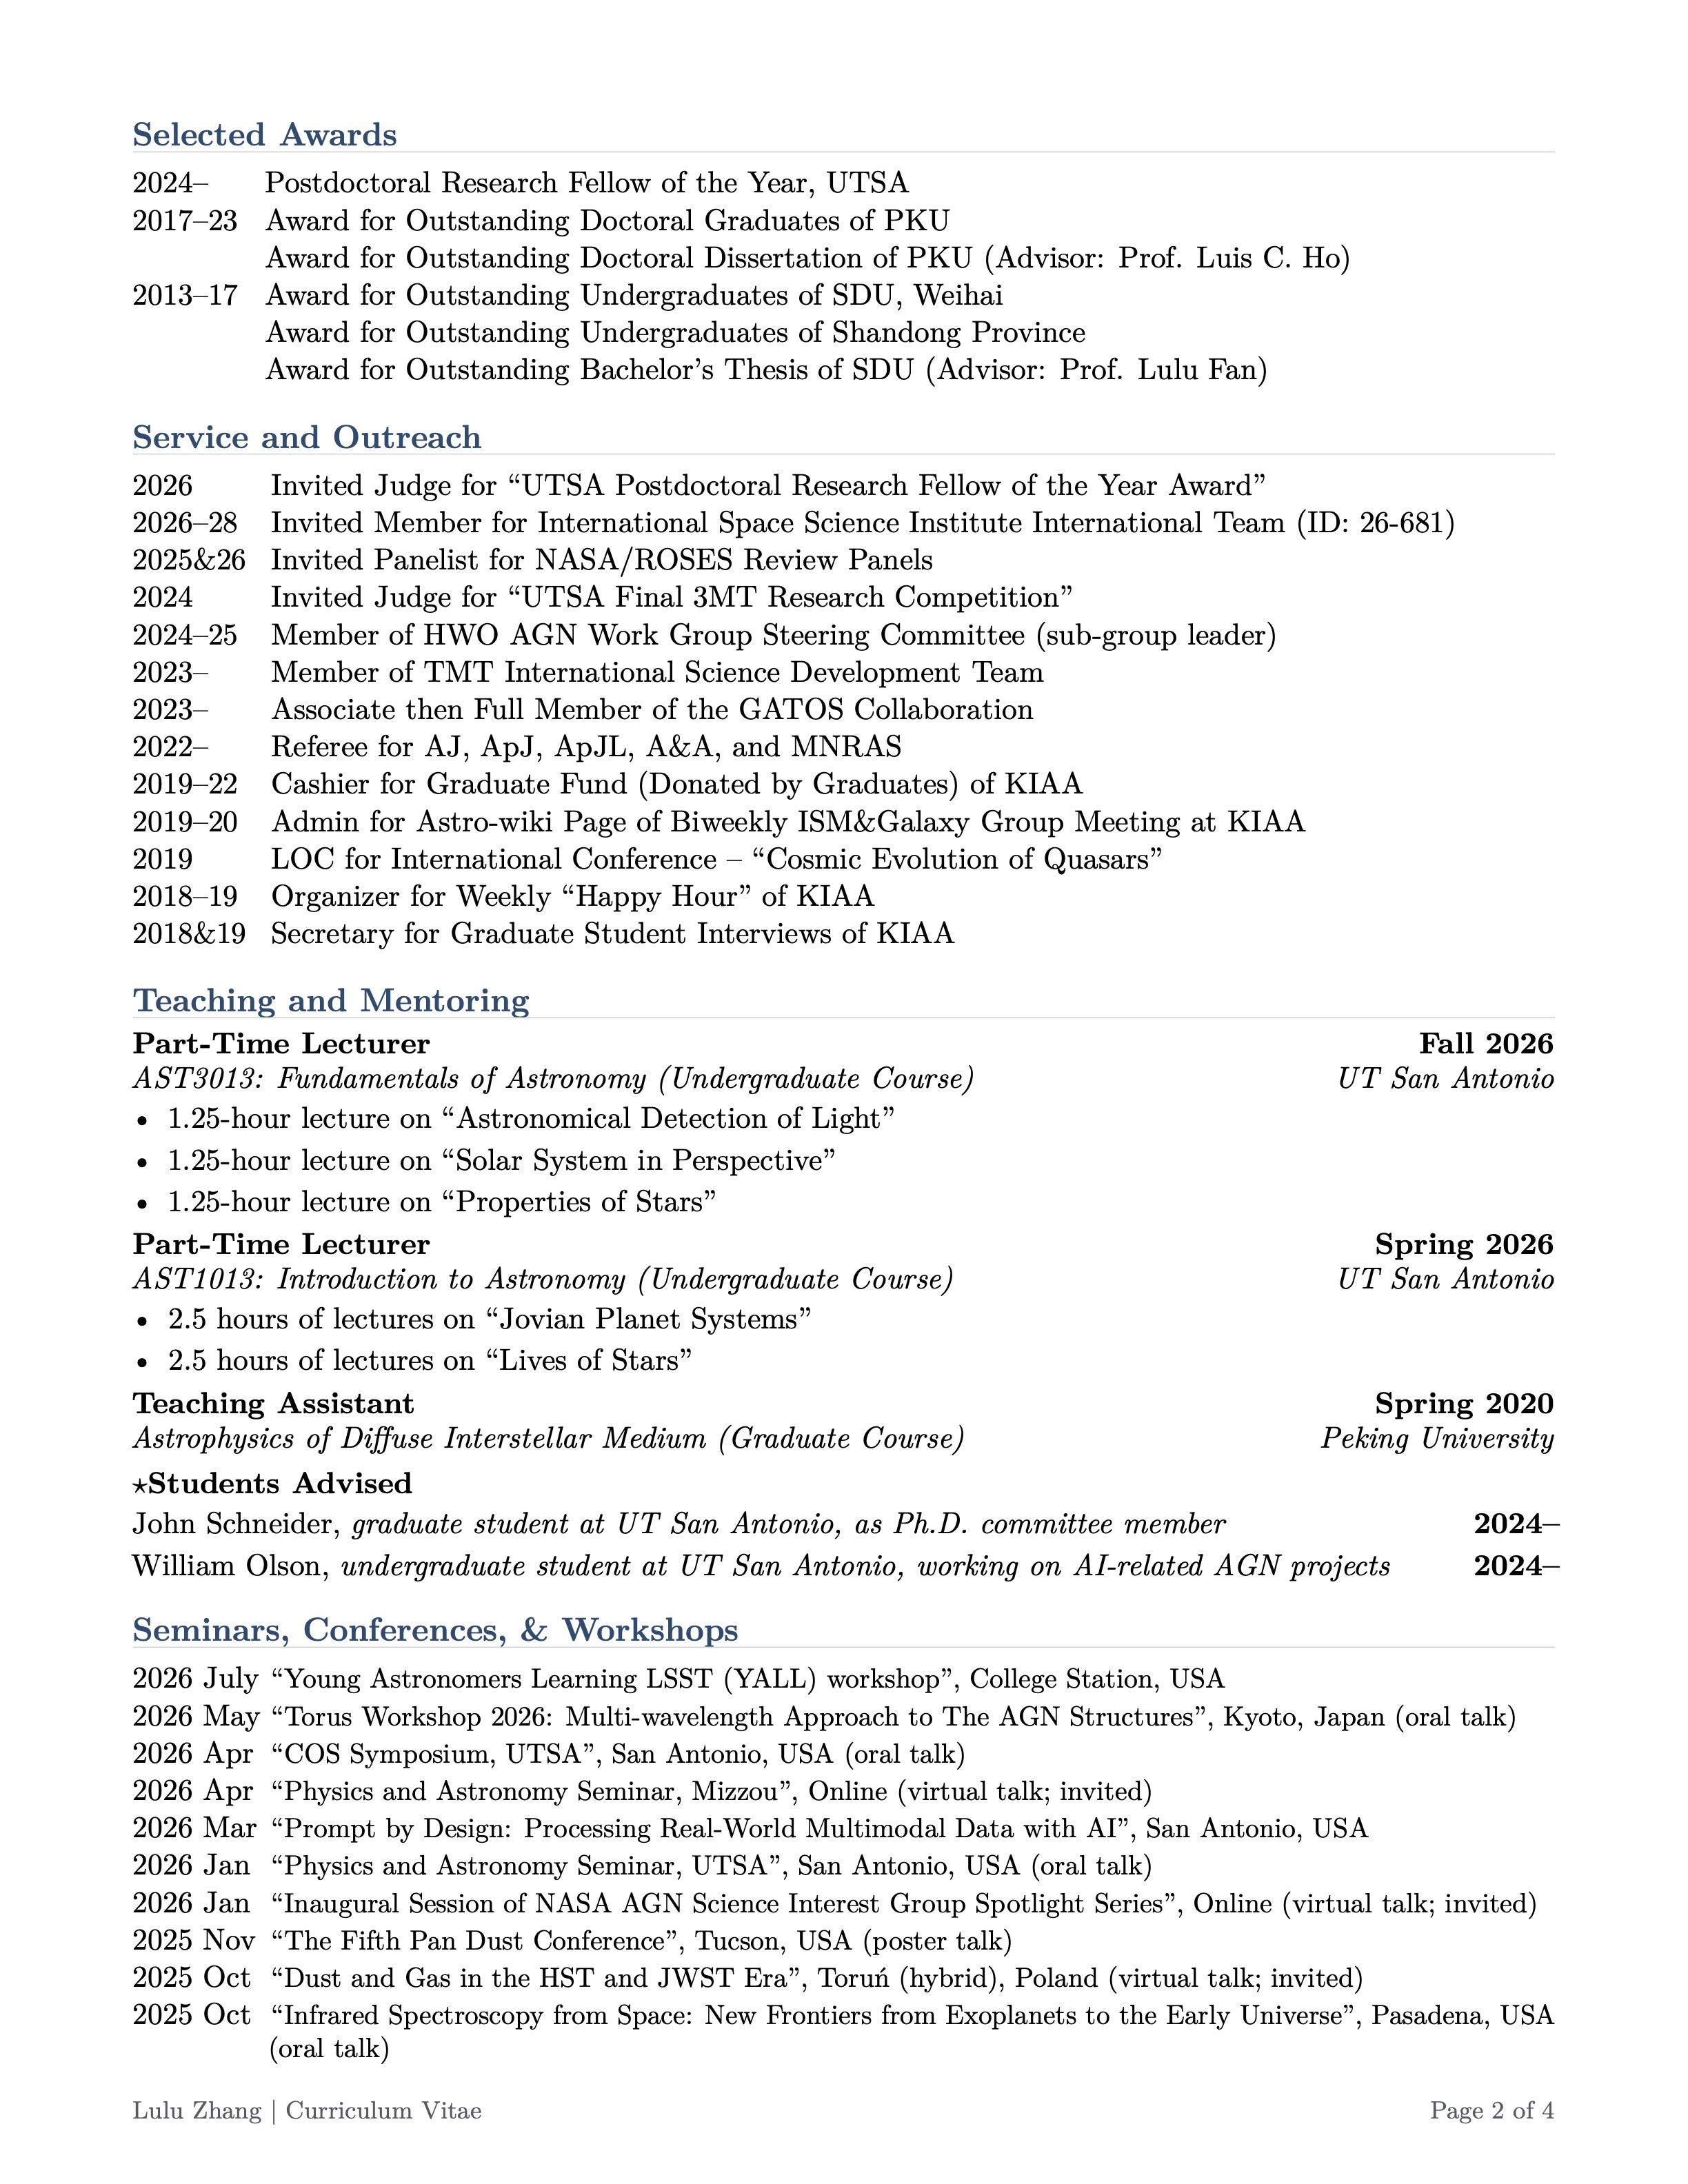 Selected Awards
2024– Postdoctoral Research Fellow of the Year, UTSA
2017–23 Award for Outstanding Doctoral Graduates of PKU
Award for Outstanding Doctoral Dissertation of PKU (Advisor: Prof. Luis C. Ho)
2013–17 Award for Outstanding Undergraduates of SDU, Weihai
Award for Outstanding Undergraduates of Shandong Province
Award for Outstanding Bachelor’s Thesis of SDU (Advisor: Prof. Lulu Fan)
Service and Outreach
2026 Invited Judge for “UTSA Postdoctoral Research Fellow of the Year Award”
2026–28 Invited Member for International Space Science Institute International Team (ID: 26-681)
2025&26 Invited Panelist for NASA/ROSES Review Panels
2024 Invited Judge for “UTSA Final 3MT Research Competition”
2024–25 Member of HWO AGN Work Group Steering Committee (sub-group leader)
2023– Member of TMT International Science Development Team
2023– Associate then Full Member of the GATOS Collaboration
2022– Referee for AJ, ApJ, ApJL, A&A, and MNRAS
2019–22 Cashier for Graduate Fund (Donated by Graduates) of KIAA
2019–20 Admin for Astro-wiki Page of Biweekly ISM&Galaxy Group Meeting at KIAA
2019 LOC for International Conference – “Cosmic Evolution of Quasars”
2018–19 Organizer for Weekly “Happy Hour” of KIAA
2018&19 Secretary for Graduate Student Interviews of KIAA
Teaching and Mentoring
Part-Time Lecturer Fall 2026
AST3013: Fundamentals of Astronomy (Undergraduate Course) UT San Antonio
• 1.25-hour lecture on “Astronomical Detection of Light”
• 1.25-hour lecture on “Solar System in Perspective”
• 1.25-hour lecture on “Properties of Stars”
Part-Time Lecturer Spring 2026
AST1013: Introduction to Astronomy (Undergraduate Course) UT San Antonio
• 2.5 hours of lectures on “Jovian Planet Systems”
• 2.5 hours of lectures on “Lives of Stars”
Teaching Assistant Spring 2020
Astrophysics of Diffuse Interstellar Medium (Graduate Course) Peking University
⋆Students Advised
John Schneider, graduate student at UT San Antonio, as Ph.D. committee member 2024–
William Olson, undergraduate student at UT San Antonio, working on AI-related AGN projects 2024–
Seminars, Conferences, & Workshops
2026 July “Young Astronomers Learning LSST (YALL) workshop”, College Station, USA
2026 May “Torus Workshop 2026: Multi-wavelength Approach to The AGN Structures”, Kyoto, Japan (oral talk)
2026 Apr “COS Symposium, UTSA”, San Antonio, USA (oral talk)
2026 Apr “Physics and Astronomy Seminar, Mizzou”, Online (virtual talk; invited)
2026 Mar “Prompt by Design: Processing Real-World Multimodal Data with AI”, San Antonio, USA
2026 Jan “Physics and Astronomy Seminar, UTSA”, San Antonio, USA (oral talk)
2026 Jan “Inaugural Session of NASA AGN Science Interest Group Spotlight Series”, Online (virtual talk; invited)
2025 Nov “The Fifth Pan Dust Conference”, Tucson, USA (poster talk)
2025 Oct “Dust and Gas in the HST and JWST Era”, Toruń (hybrid), Poland (virtual talk; invited)
2025 Oct “Infrared Spectroscopy from Space: New Frontiers from Exoplanets to the Early Universe”, Pasadena, USA
(oral talk)
Lulu Zhang | Curriculum Vitae Page 2 of 4